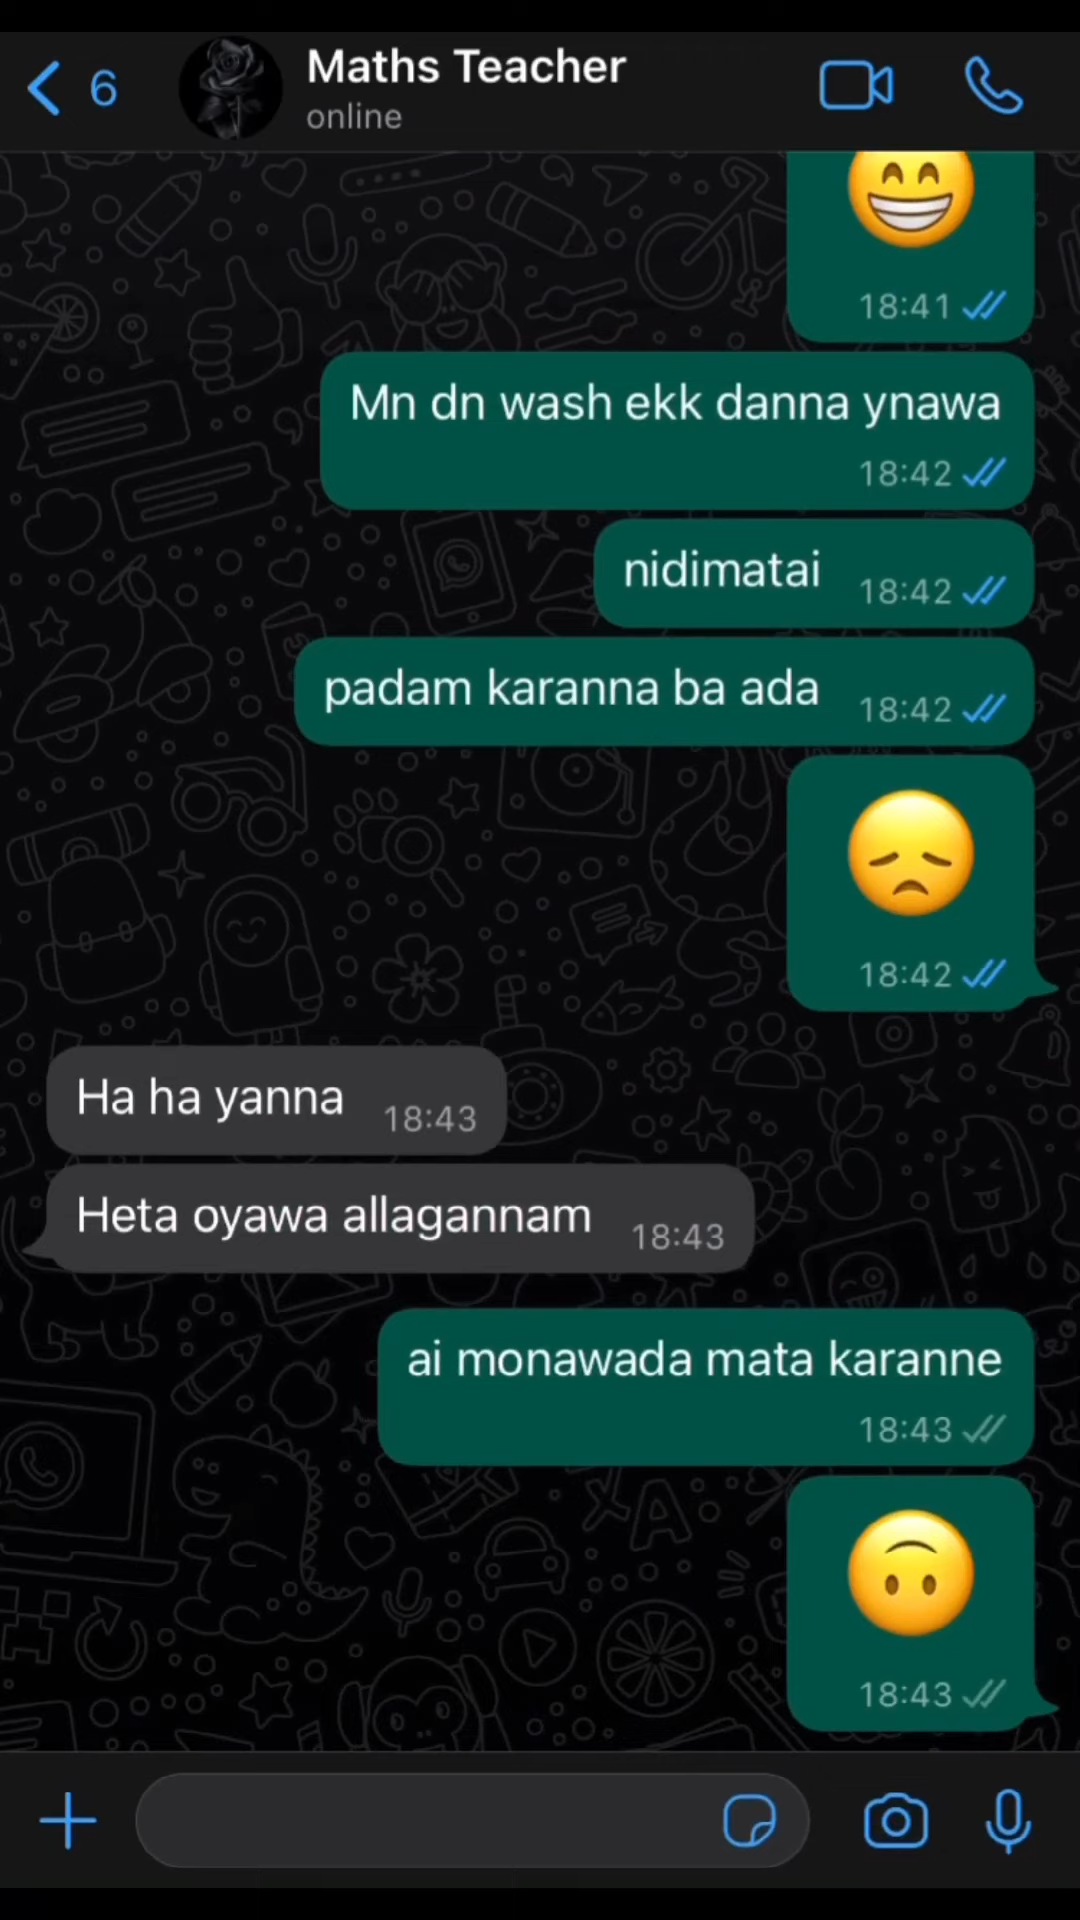 6
Maths Teacher
online
😁
18:41
Mn dn wash ekk danna ynawa
18:42
nidimatai 18:42
padam karanna ba ada 18:42
😞
18:42
Ha ha yanna 18:43
Heta oyawa allagannam 18:43
ai monawada mata karanne
18:43
🙃
18:43